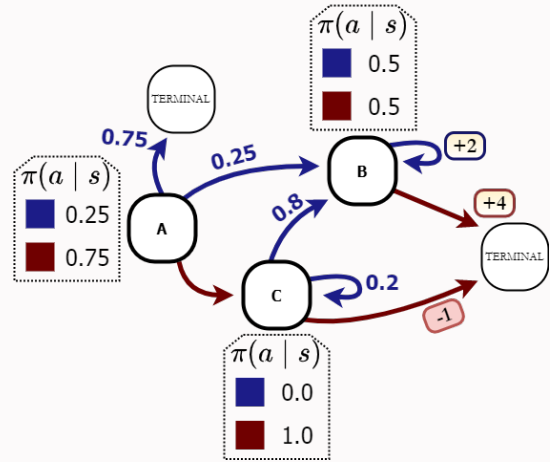 π(a | s)
0.5
0.5
TERMINAL
0.75
0.25
+2
B
π(a | s)
0.25
0.75
A
0.8
+4
TERMINAL
C
0.2
-1
π(a | s)
0.0
1.0